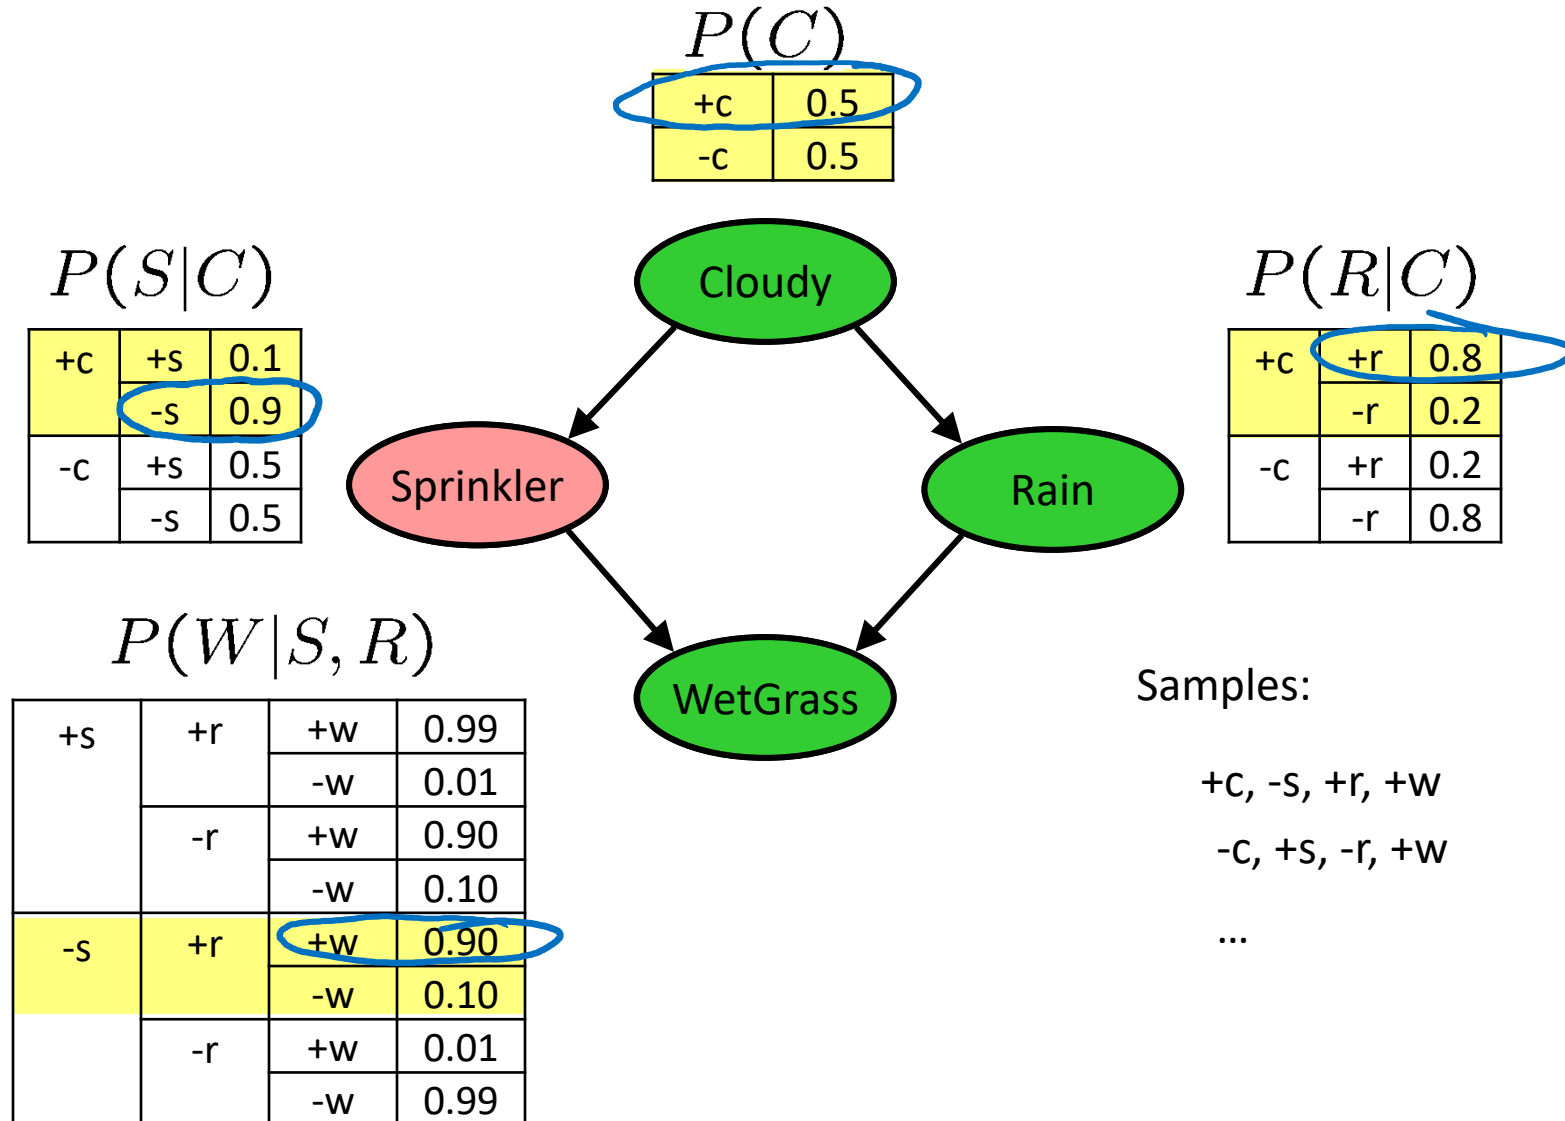 P(C)
+c 0.5
-c 0.5
P(S|C)
+c +s 0.1
-s 0.9
-c +s 0.5
-s 0.5
Cloudy
P(R|C)
+c +r 0.8
-r 0.2
-c +r 0.2
-r 0.8
Sprinkler
Rain
P(W|S, R)
+s +r +w 0.99
-w 0.01
-r +w 0.90
-w 0.10
-s +r +w 0.90
-w 0.10
-r +w 0.01
-w 0.99
WetGrass
Samples:
+c, -s, +r, +w
-c, +s, -r, +w
...